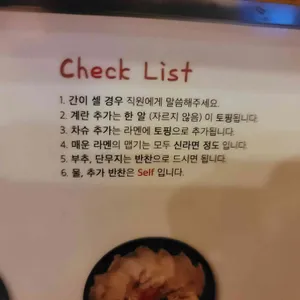 Check List
1. 간이 셀 경우 직원에게 말씀해주세요.
2. 계란 추가는 한 알 (자르지 않음) 이 토핑됩니다.
3. 차슈 추가는 라멘에 토핑으로 추가됩니다.
4. 매운 라멘의 맵기는 모두 신라면 정도 입니다.
5. 부추, 단무지는 반찬으로 드시면 됩니다.
6. 물, 추가 반찬은 Self 입니다.